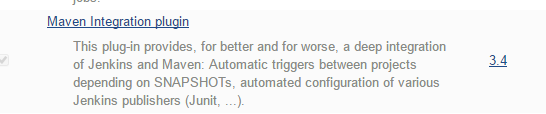 jobs.
Maven Integration plugin
This plug-in provides, for better and for worse, a deep integration
of Jenkins and Maven: Automatic triggers between projects
depending on SNAPSHOTs, automated configuration of various
Jenkins publishers (Junit, ...).
3.4